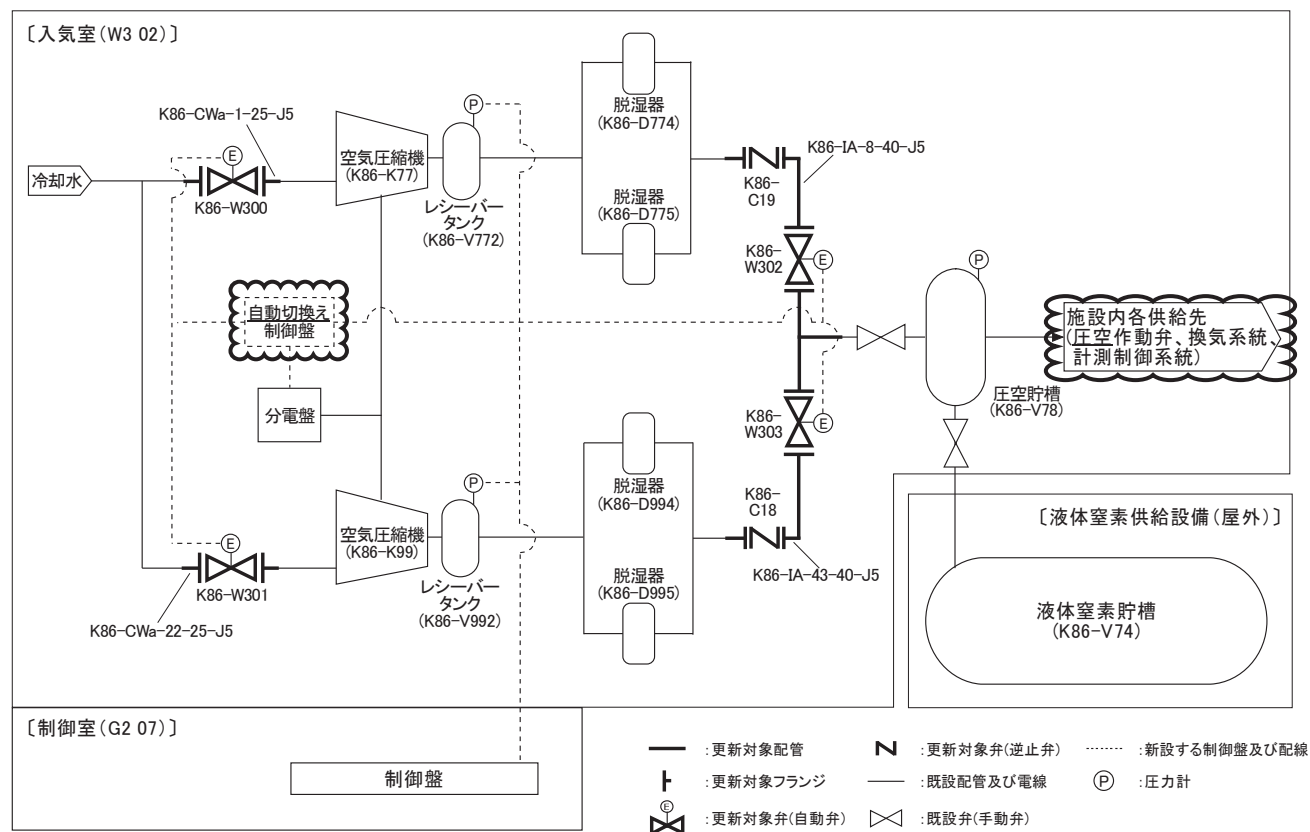 〔入気室(W3 02)〕
K86-CWa-1-25-J5
冷却水
E
K86-W300
空気圧縮機
(K86-K77)
P
レシーバー
タンク
(K86-V772)
脱湿器
(K86-D774)
脱湿器
(K86-D775)
K86-
C19
K86-IA-8-40-J5
K86-
W302
E
自動切換え
制御盤
分電盤
P
圧空貯槽
(K86-V78)
施設内各供給先
(圧空作動弁、換気系統、
計測制御系統)
K86-
W303
E
E
K86-W301
K86-CWa-22-25-J5
空気圧縮機
(K86-K99)
P
レシーバー
タンク
(K86-V992)
脱湿器
(K86-D994)
脱湿器
(K86-D995)
K86-
C18
K86-IA-43-40-J5
〔液体窒素供給設備(屋外)〕
液体窒素貯槽
(K86-V74)
〔制御室(G2 07)〕
制御盤
:更新対象配管
:更新対象弁(逆止弁)
:新設する制御盤及び配線
:更新対象フランジ
:既設配管及び電線
P
:圧力計
E
:更新対象弁(自動弁)
:既設弁(手動弁)